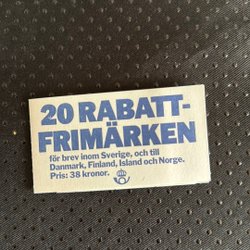 20 RABATT-
FRIMÄRKEN
för brev inom Sverige, och till
Danmark, Finland, Island och Norge.
Pris: 38 kronor.